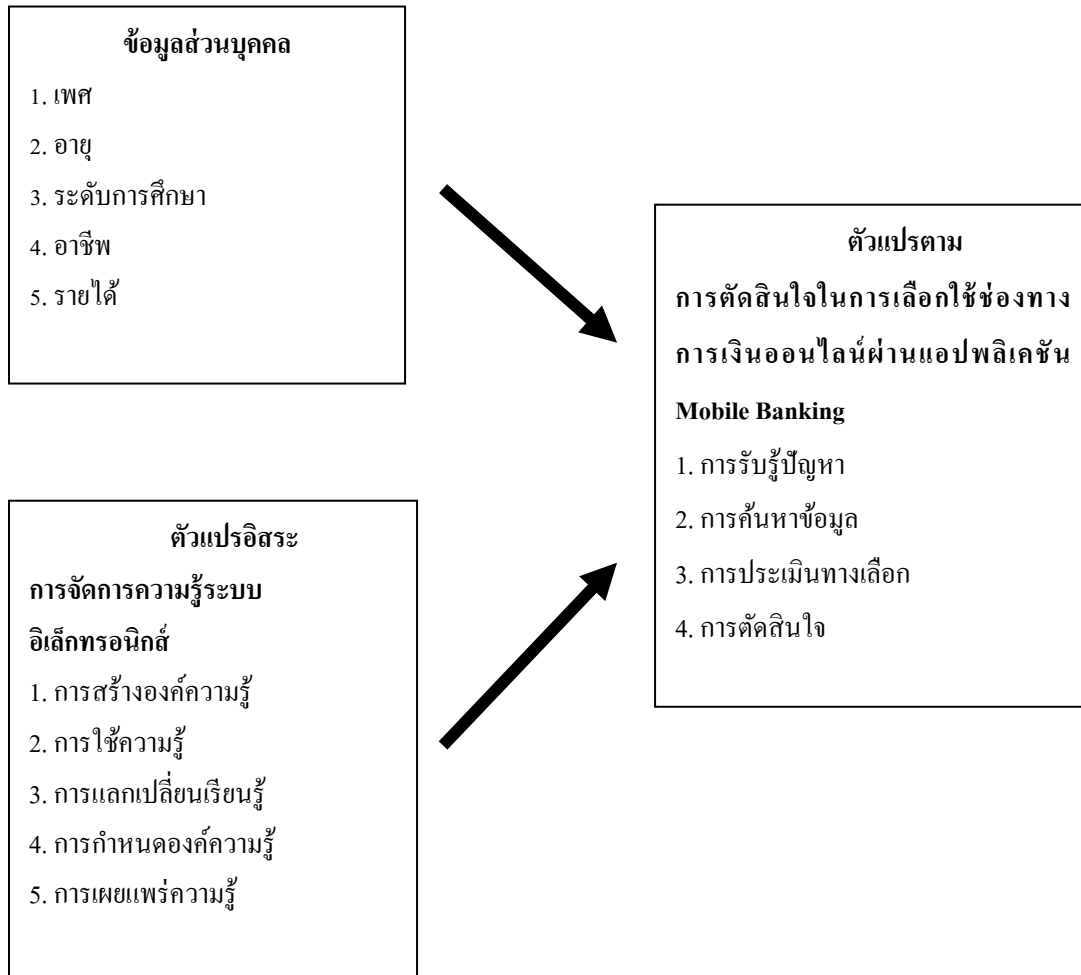 ข้อมูลส่วนบุคคล
1. เพศ
2. อายุ
3. ระดับการศึกษา
4. อาชีพ
5. รายได้
ตัวแปรอิสระ
การจัดการความรู้ระบบ
อิเล็กทรอนิกส์
1. การสร้างองค์ความรู้
2. การใช้ความรู้
3. การแลกเปลี่ยนเรียนรู้
4. การกำหนดองค์ความรู้
5. การเผยแพร่ความรู้
ตัวแปรตาม
การตัดสินใจในการเลือกใช้ช่องทาง
การเงินออนไลน์ผ่านแอปพลิเคชัน
Mobile Banking
1. การรับรู้ปัญหา
2. การค้นหาข้อมูล
3. การประเมินทางเลือก
4. การตัดสินใจ